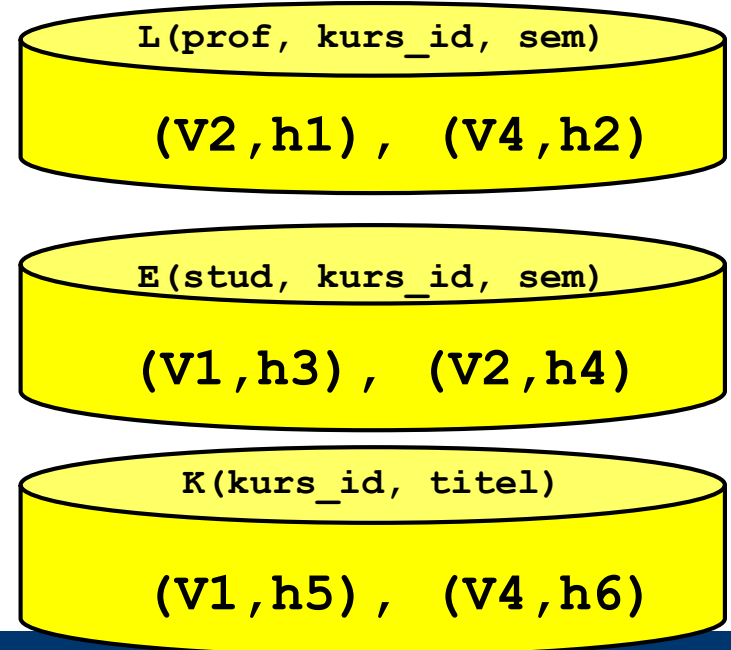 L(prof, kurs_id, sem)
(V2,h1), (V4,h2)
E(stud, kurs_id, sem)
(V1,h3), (V2,h4)
K(kurs_id, titel)
(V1,h5), (V4,h6)